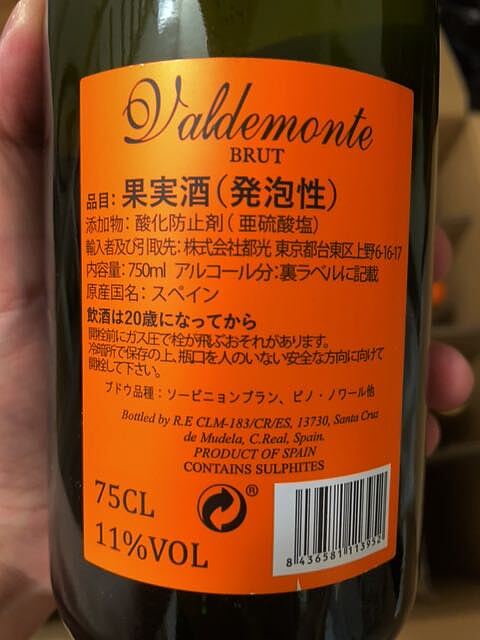 Valdemonte
BRUT
品目：果実酒（発泡性）
添加物：酸化防止剤（亜硫酸塩）
輸入者及び引取先：株式会社都光 東京都台東区上野6-16-17
内容量：750ml アルコール分：裏ラベルに記載
原産国名：スペイン
飲酒は20歳になってから
開栓前にガス圧で栓が飛ぶおそれがあります。
冷暗所で保存の上、瓶口を人のいない安全な方向に向けて
開栓して下さい。
ブドウ品種：ソービニョンブラン、ピノ・ノワール他
Bottled by R.E CLM-183/CR/ES, 13730, Santa Cruz
de Mudela, C.Real, Spain.
PRODUCT OF SPAIN
CONTAINS SULPHITES
75CL
11%VOL
®
8 436581 113952